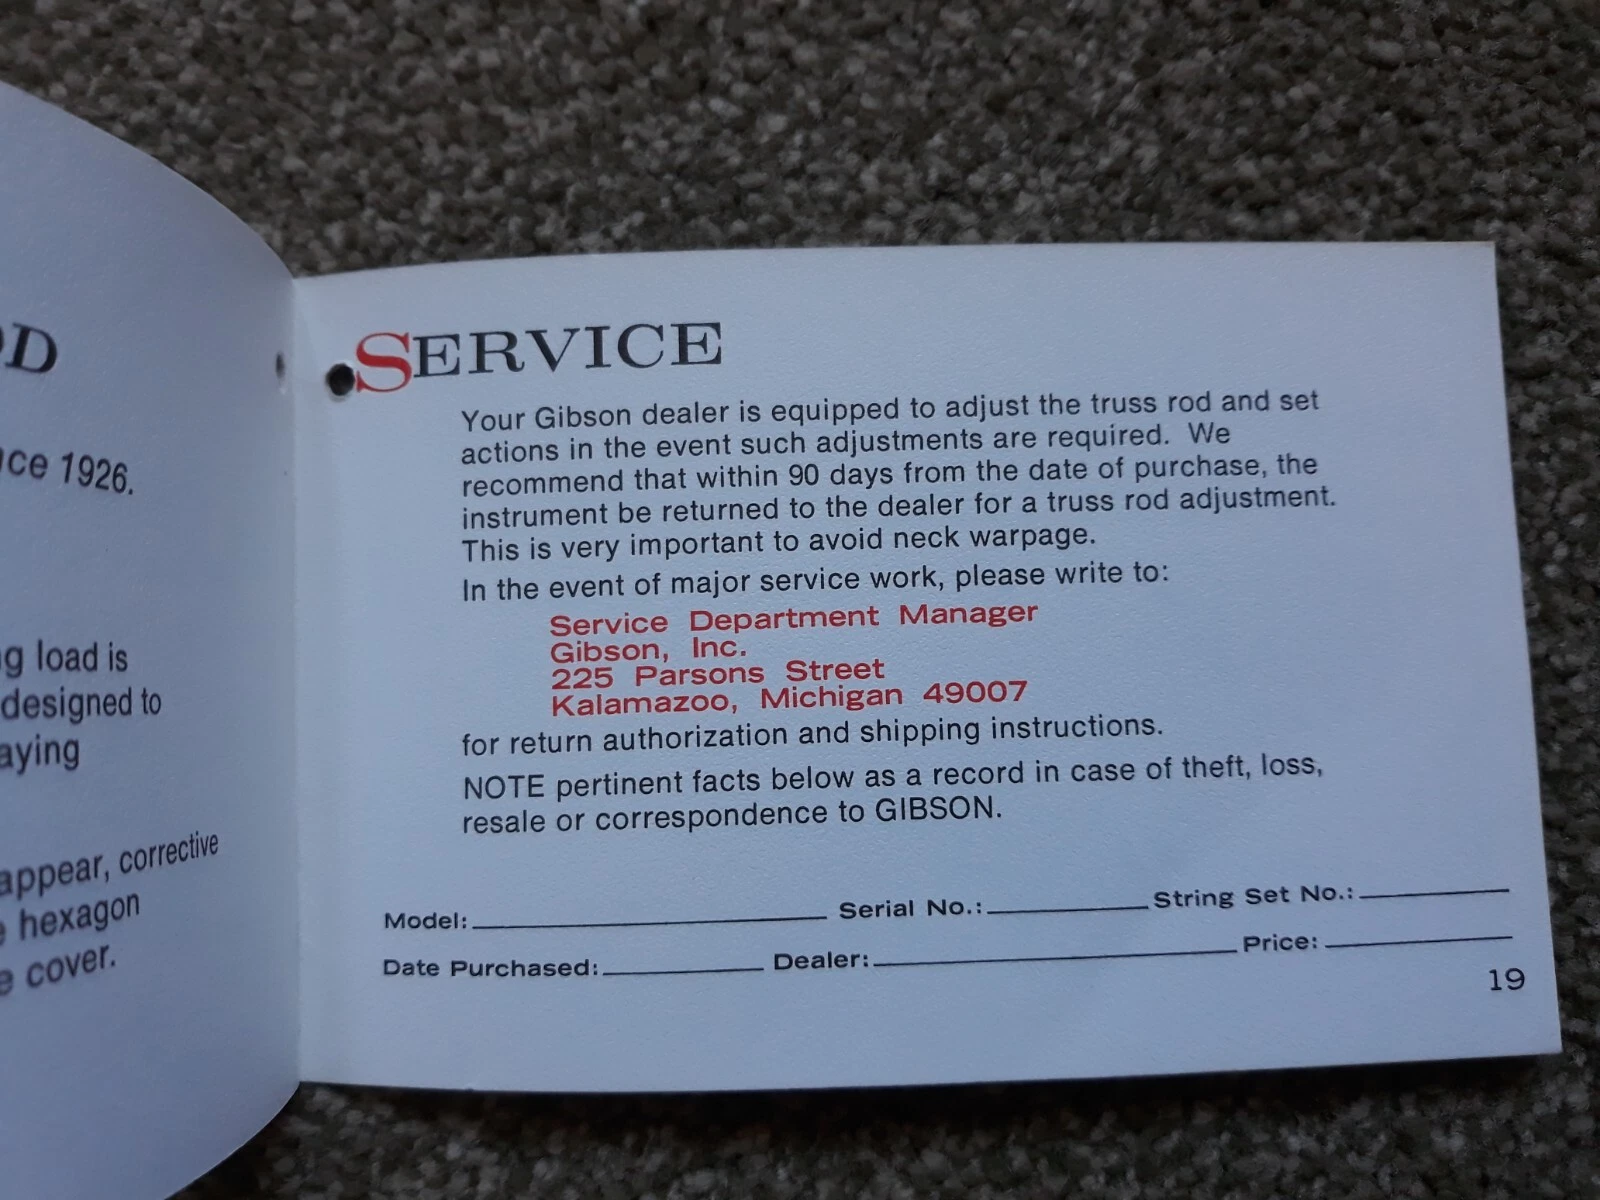 ce 1926.
load is
designed to
appear, corrective
hexagon
cover.
SERVICE
Your Gibson dealer is equipped to adjust the truss rod and set
actions in the event such adjustments are required. We
recommend that within 90 days from the date of purchase, the
instrument be returned to the dealer for a truss rod adjustment.
This is very important to avoid neck warpage.
In the event of major service work, please write to:
Service Department Manager
Gibson, Inc.
225 Parsons Street
Kalamazoo, Michigan 49007
for return authorization and shipping instructions.
NOTE pertinent facts below as a record in case of theft, loss,
resale or correspondence to GIBSON.
Model: Serial No.: String Set No.:
Date Purchased: Dealer: Price:
19